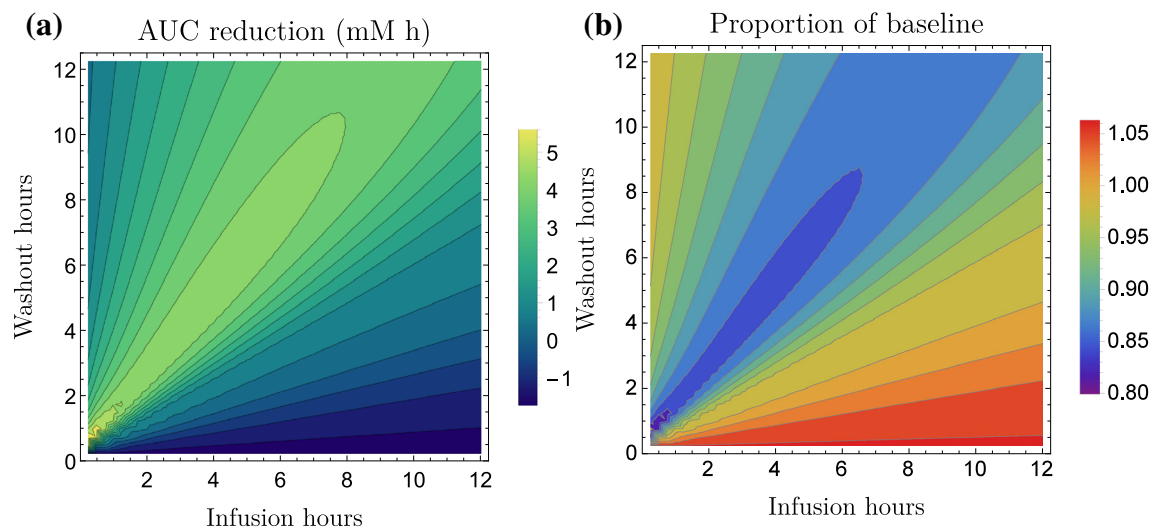 (a)
AUC reduction (mM h)
Washout hours
12
10
8
6
4
2
0
2 4 6 8 10 12
Infusion hours
5
4
3
2
1
0
−1
(b)
Proportion of baseline
Washout hours
12
10
8
6
4
2
0
2 4 6 8 10 12
Infusion hours
1.05
1.00
0.95
0.90
0.85
0.80